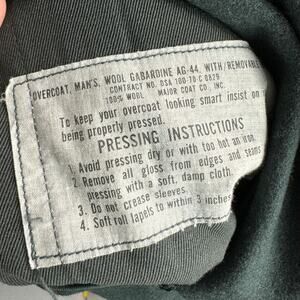 OVERCOAT, MAN'S, WOOL GABARDINE AG-44, WITH/REMOVABLE
CONTRACT NO. DSA 100-70-C 0829
100% WOOL MAJOR COAT CO., INC.
To keep your overcoat looking smart insist on
being properly pressed.
PRESSING INSTRUCTIONS
1. Avoid pressing dry or with too hot an iron.
2. Remove all gloss from edges and seams
pressing with a soft, damp cloth.
3. Do not crease sleeves.
4. Soft roll lapels to within 3 inches